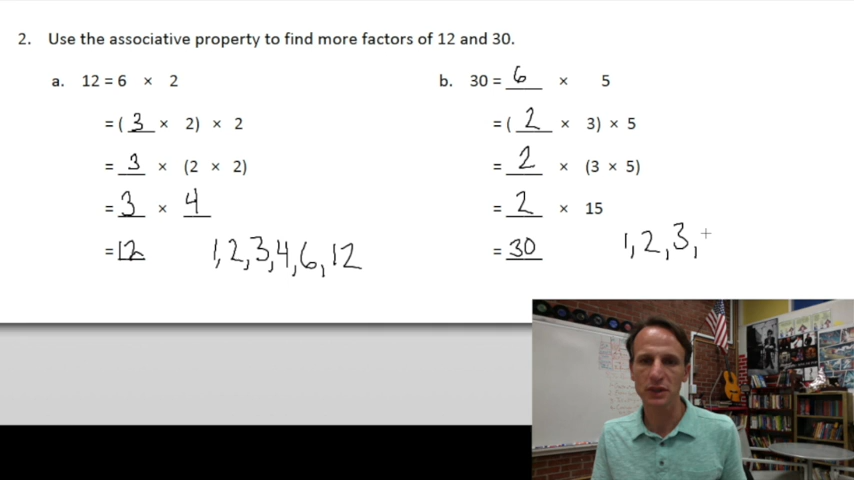 2. Use the associative property to find more factors of 12 and 30.
a. 12 = 6 × 2
= ( 3 × 2) × 2
= 3 × (2 × 2)
= 3 × 4
= 12
1, 2, 3, 4, 6, 12
b. 30 = 6 × 5
= ( 2 × 3) × 5
= 2 × (3 × 5)
= 2 × 15
= 30
1, 2, 3,